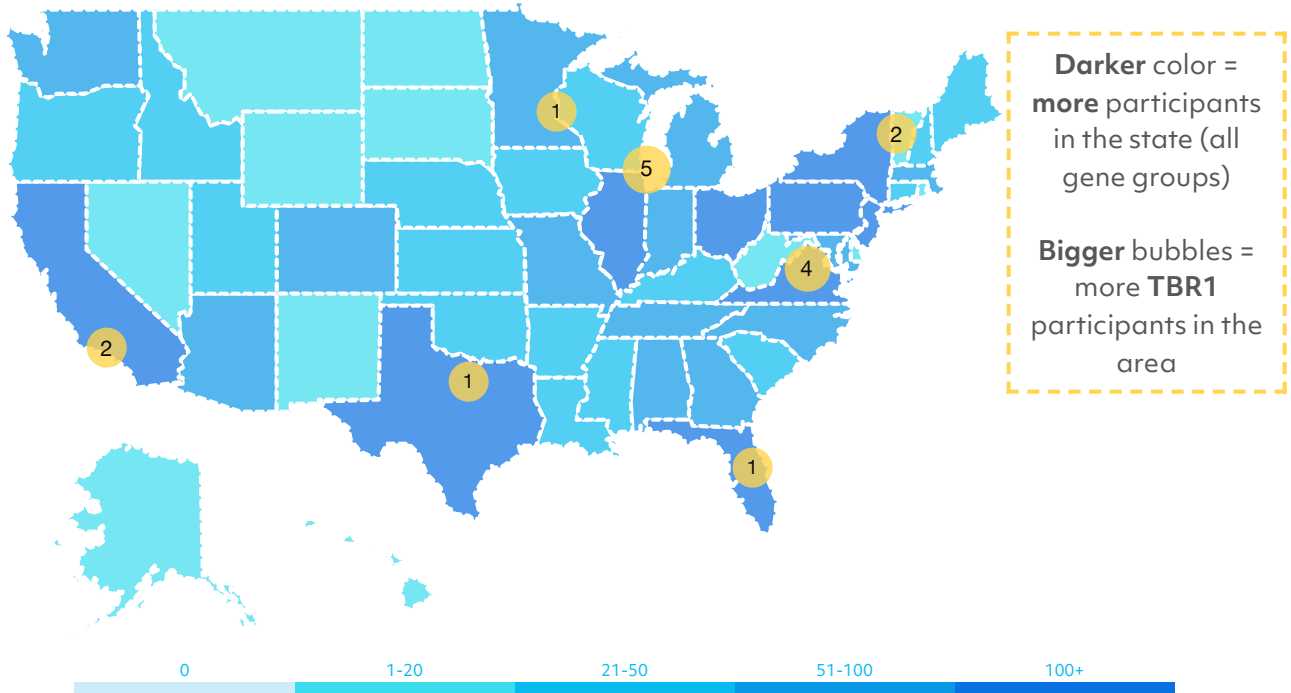 1
2
5
4
2
1
1
Darker color =
more participants
in the state (all
gene groups)
Bigger bubbles =
more TBR1
participants in the
area
0
1-20
21-50
51-100
100+